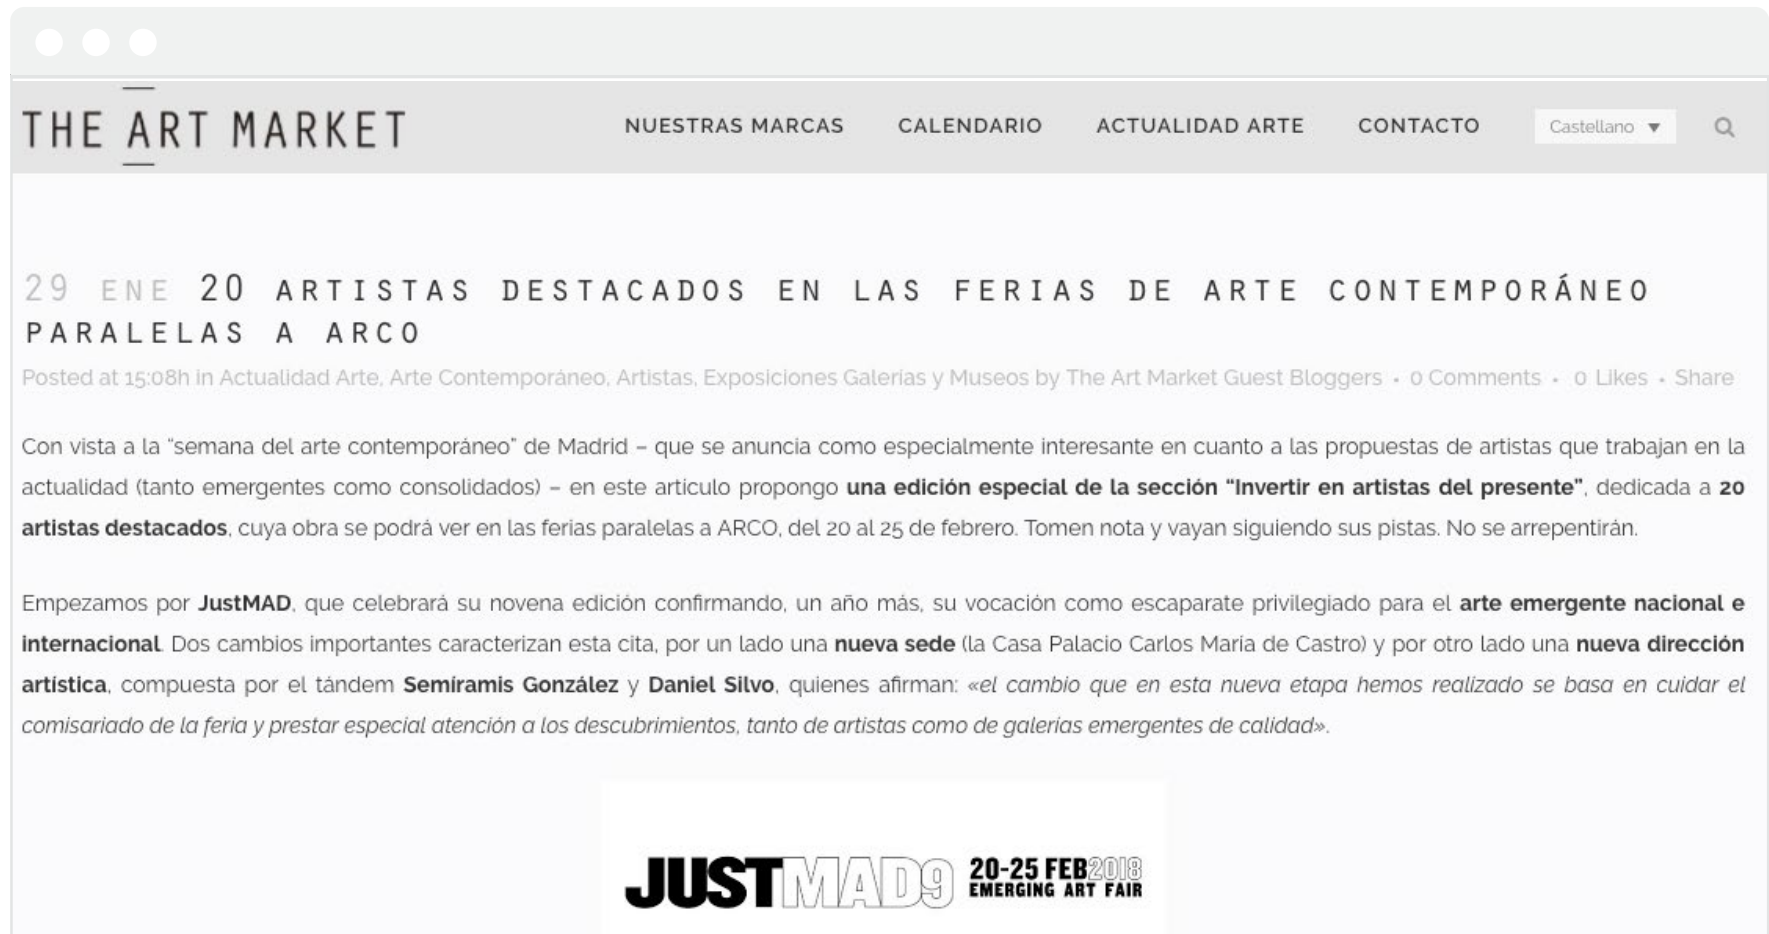 THE ART MARKET
NUESTRAS MARCAS
CALENDARIO
ACTUALIDAD ARTE
CONTACTO
Castellano
29 ENE 20 ARTISTAS DESTACADOS EN LAS FERIAS DE ARTE CONTEMPORÁNEO
PARALELAS A ARCO
Posted at 15:08h in Actualidad Arte, Arte Contemporáneo, Artistas, Exposiciones Galerías y Museos by The Art Market Guest Bloggers • 0 Comments • 0 Likes • Share
Con vista a la “semana del arte contemporáneo” de Madrid – que se anuncia como especialmente interesante en cuanto a las propuestas de artistas que trabajan en la
actualidad (tanto emergentes como consolidados) – en este artículo propongo una edición especial de la sección “Invertir en artistas del presente”, dedicada a 20
artistas destacados, cuya obra se podrá ver en las ferias paralelas a ARCO, del 20 al 25 de febrero. Tomen nota y vayan siguiendo sus pistas. No se arrepentirán.
Empezamos por JustMAD, que celebrará su novena edición confirmando, un año más, su vocación como escaparate privilegiado para el arte emergente nacional e
internacional. Dos cambios importantes caracterizan esta cita, por un lado una nueva sede (la Casa Palacio Carlos María de Castro) y por otro lado una nueva dirección
artística, compuesta por el tándem Semíramis González y Daniel Silvo, quienes afirman: «el cambio que en esta nueva etapa hemos realizado se basa en cuidar el
comisariado de la feria y prestar especial atención a los descubrimientos, tanto de artistas como de galerías emergentes de calidad».
JUSTMAD9
20-25 FEB2018
EMERGING ART FAIR